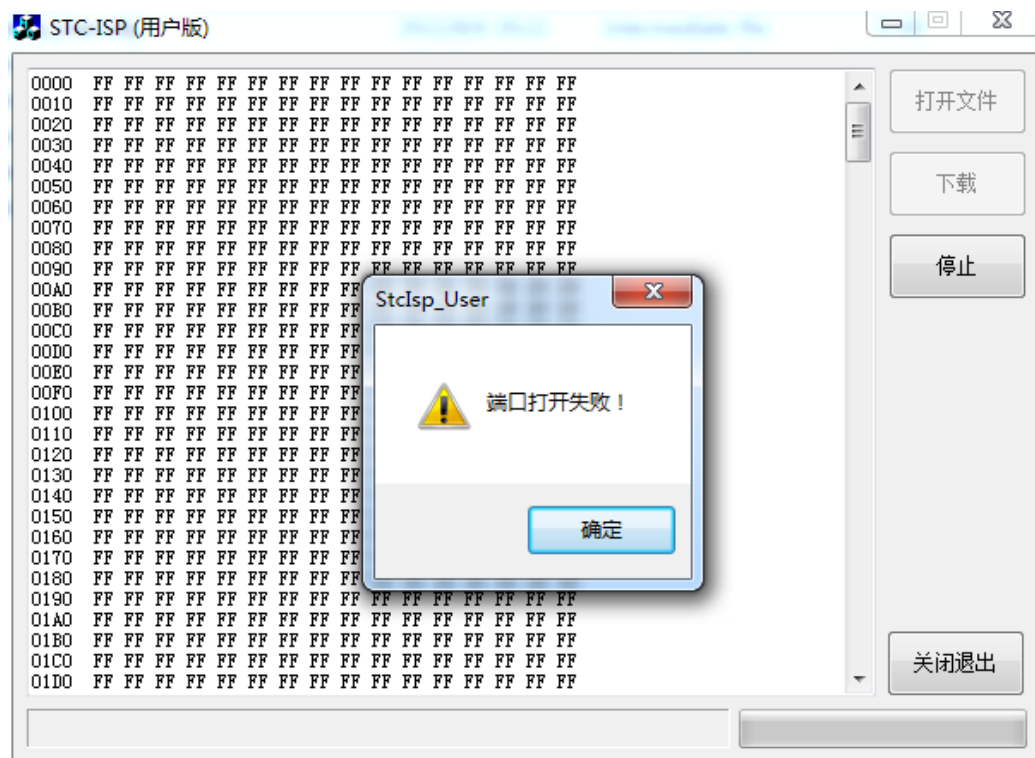 STC-ISP (用户版)
0000 FF FF FF FF FF FF FF FF FF FF FF FF FF FF FF FF
0010 FF FF FF FF FF FF FF FF FF FF FF FF FF FF FF FF
打开文件
0020 FF FF FF FF FF FF FF FF FF FF FF FF FF FF FF FF
0030 FF FF FF FF FF FF FF FF FF FF FF FF FF FF FF FF
0040 FF FF FF FF FF FF FF FF FF FF FF FF FF FF FF FF
0050 FF FF FF FF FF FF FF FF FF FF FF FF FF FF FF FF
下载
0060 FF FF FF FF FF FF FF FF FF FF FF FF FF FF FF FF
0070 FF FF FF FF FF FF FF FF FF FF FF FF FF FF FF FF
0080 FF FF FF FF FF FF FF FF FF FF FF FF FF FF FF FF
0090 FF FF FF FF FF FF FF FF FF FF FF FF FF FF FF FF
停止
00A0 FF FF FF FF FF FF FF FF FF
StcIsp_User
00B0 FF FF FF FF FF FF FF FF FF
00C0 FF FF FF FF FF FF FF FF FF
00D0 FF FF FF FF FF FF FF FF FF
00E0 FF FF FF FF FF FF FF FF FF
00F0 FF FF FF FF FF FF FF FF FF
端口打开失败！
0100 FF FF FF FF FF FF FF FF FF
0110 FF FF FF FF FF FF FF FF FF
0120 FF FF FF FF FF FF FF FF FF
0130 FF FF FF FF FF FF FF FF FF
0140 FF FF FF FF FF FF FF FF FF
0150 FF FF FF FF FF FF FF FF FF
0160 FF FF FF FF FF FF FF FF FF
确定
0170 FF FF FF FF FF FF FF FF FF
0180 FF FF FF FF FF FF FF FF FF
0190 FF FF FF FF FF FF FF FF FF FF FF FF FF FF FF FF
01A0 FF FF FF FF FF FF FF FF FF FF FF FF FF FF FF FF
01B0 FF FF FF FF FF FF FF FF FF FF FF FF FF FF FF FF
01C0 FF FF FF FF FF FF FF FF FF FF FF FF FF FF FF FF
关闭退出
01D0 FF FF FF FF FF FF FF FF FF FF FF FF FF FF FF FF